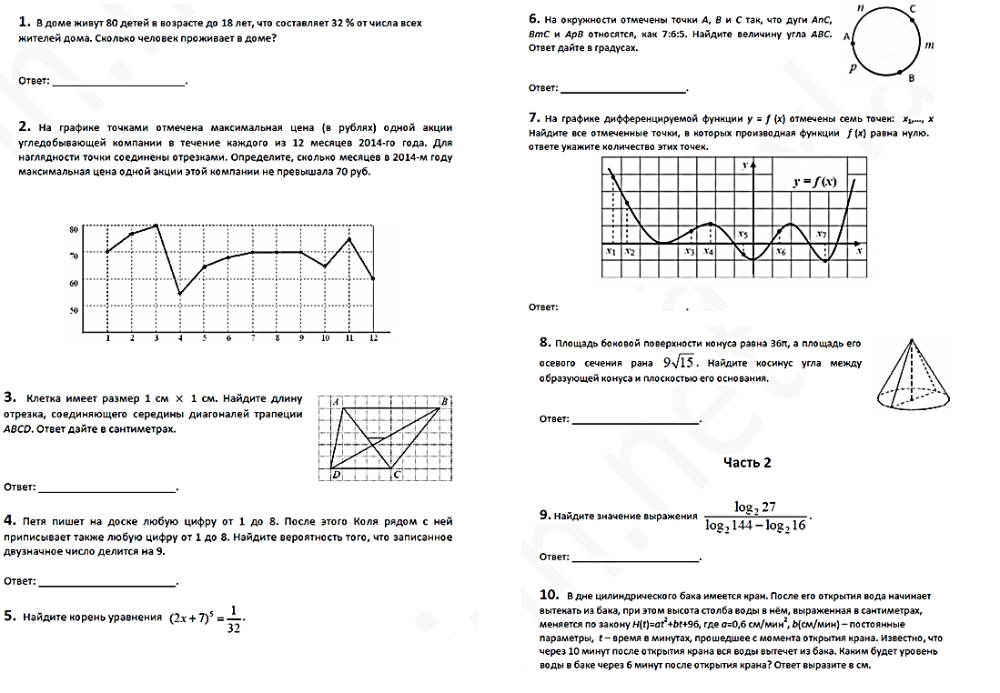 1. В доме живут 80 детей в возрасте до 18 лет, что составляет 32 % от числа всех
жителей дома. Сколько человек проживает в доме?
Ответ: ________________________.
2. На графике точками отмечена максимальная цена (в рублях) одной акции
угледобывающей компании в течение каждого из 12 месяцев 2014-го года. Для
наглядности точки соединены отрезками. Определите, сколько месяцев в 2014-м году
максимальная цена одной акции этой компании не превышала 70 руб.
80
70
60
50
1 2 3 4 5 6 7 8 9 10 11 12
3. Клетка имеет размер 1 см × 1 см. Найдите длину
отрезка, соединяющего середины диагоналей трапеции
ABCD. Ответ дайте в сантиметрах.
A B
D C
Ответ: ________________________.
4. Петя пишет на доске любую цифру от 1 до 8. После этого Коля рядом с ней
приписывает также любую цифру от 1 до 8. Найдите вероятность того, что записанное
двузначное число делится на 9.
Ответ: ________________________.
5. Найдите корень уравнения (2x + 7)⁵ = 1/32.
6. На окружности отмечены точки A, B и C так, что дуги AnC,
BmC и ApB относятся, как 7:6:5. Найдите величину угла ABC.
Ответ дайте в градусах.
n C
A
m
p
B
Ответ: ________________________.
7. На графике дифференцируемой функции y = f (x) отмечены семь точек: x₁,..., x
Найдите все отмеченные точки, в которых производная функции f (x) равна нулю.
ответе укажите количество этих точек.
y
y = f(x)
x₁ x₂ x₃ x₄ x₅ x₆ x₇ x
Ответ: .
8. Площадь боковой поверхности конуса равна 36π, а площадь его
осевого сечения рана 9√15. Найдите косинус угла между
образующей конуса и плоскостью его основания.
Ответ: ________________________.
Часть 2
9. Найдите значение выражения log₂ 27 / (log₂ 144 − log₂ 16).
Ответ: ________________________.
10. В дне цилиндрического бака имеется кран. После его открытия вода начинает
вытекать из бака, при этом высота столба воды в нём, выраженная в сантиметрах,
меняется по закону H(t)=at²+bt+96, где a=0,6 см/мин², b(см/мин) – постоянные
параметры, t – время в минутах, прошедшее с момента открытия крана. Известно, что
через 10 минут после открытия крана вся воды вытечет из бака. Каким будет уровень
воды в баке через 6 минут после открытия крана? Ответ выразите в см.